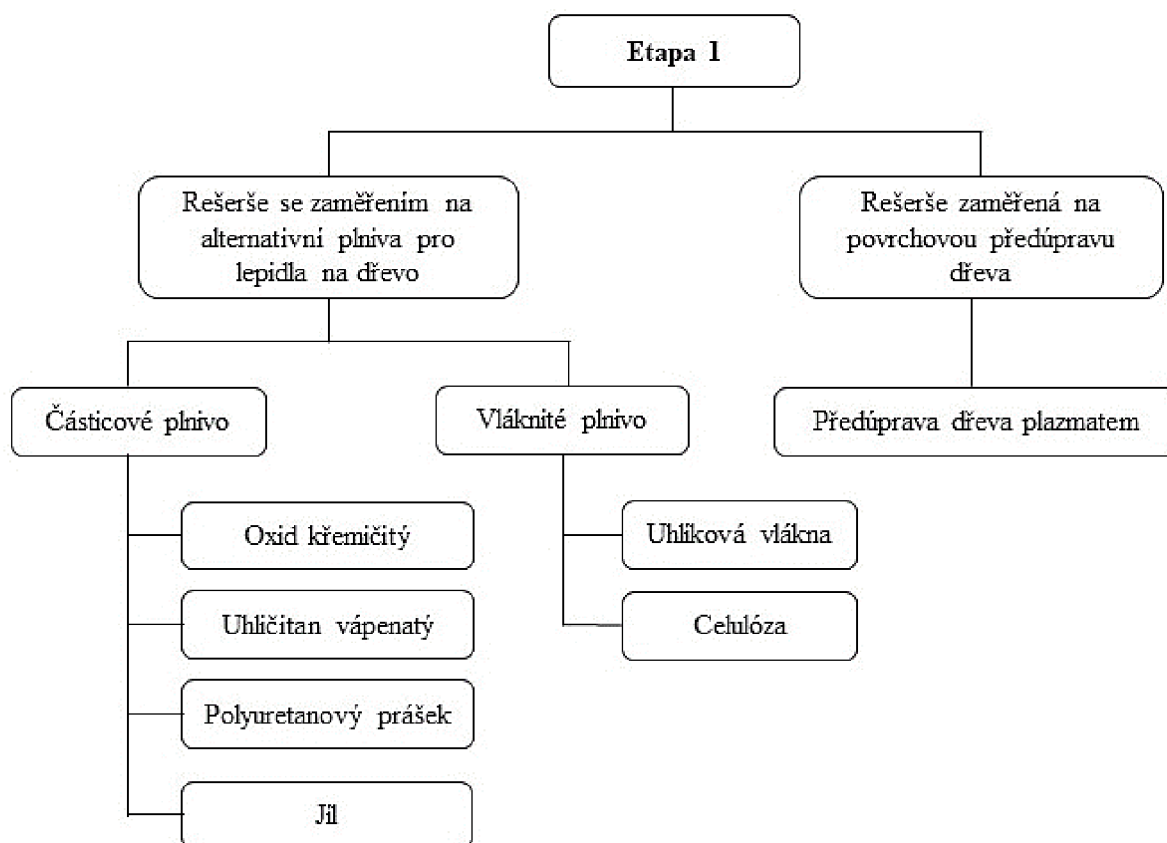 Etapa 1
Rešerše se zaměřením na
alternativní plniva pro
lepidla na dřevo
Rešerše zaměřená na
povrchovou předúpravu
dřeva
Částicové plnivo
Vláknité plnivo
Předúprava dřeva plazmatem
Oxid křemičitý
Uhličitan vápenatý
Polyuretanový prášek
Jíl
Uhlíková vlákna
Celulóza